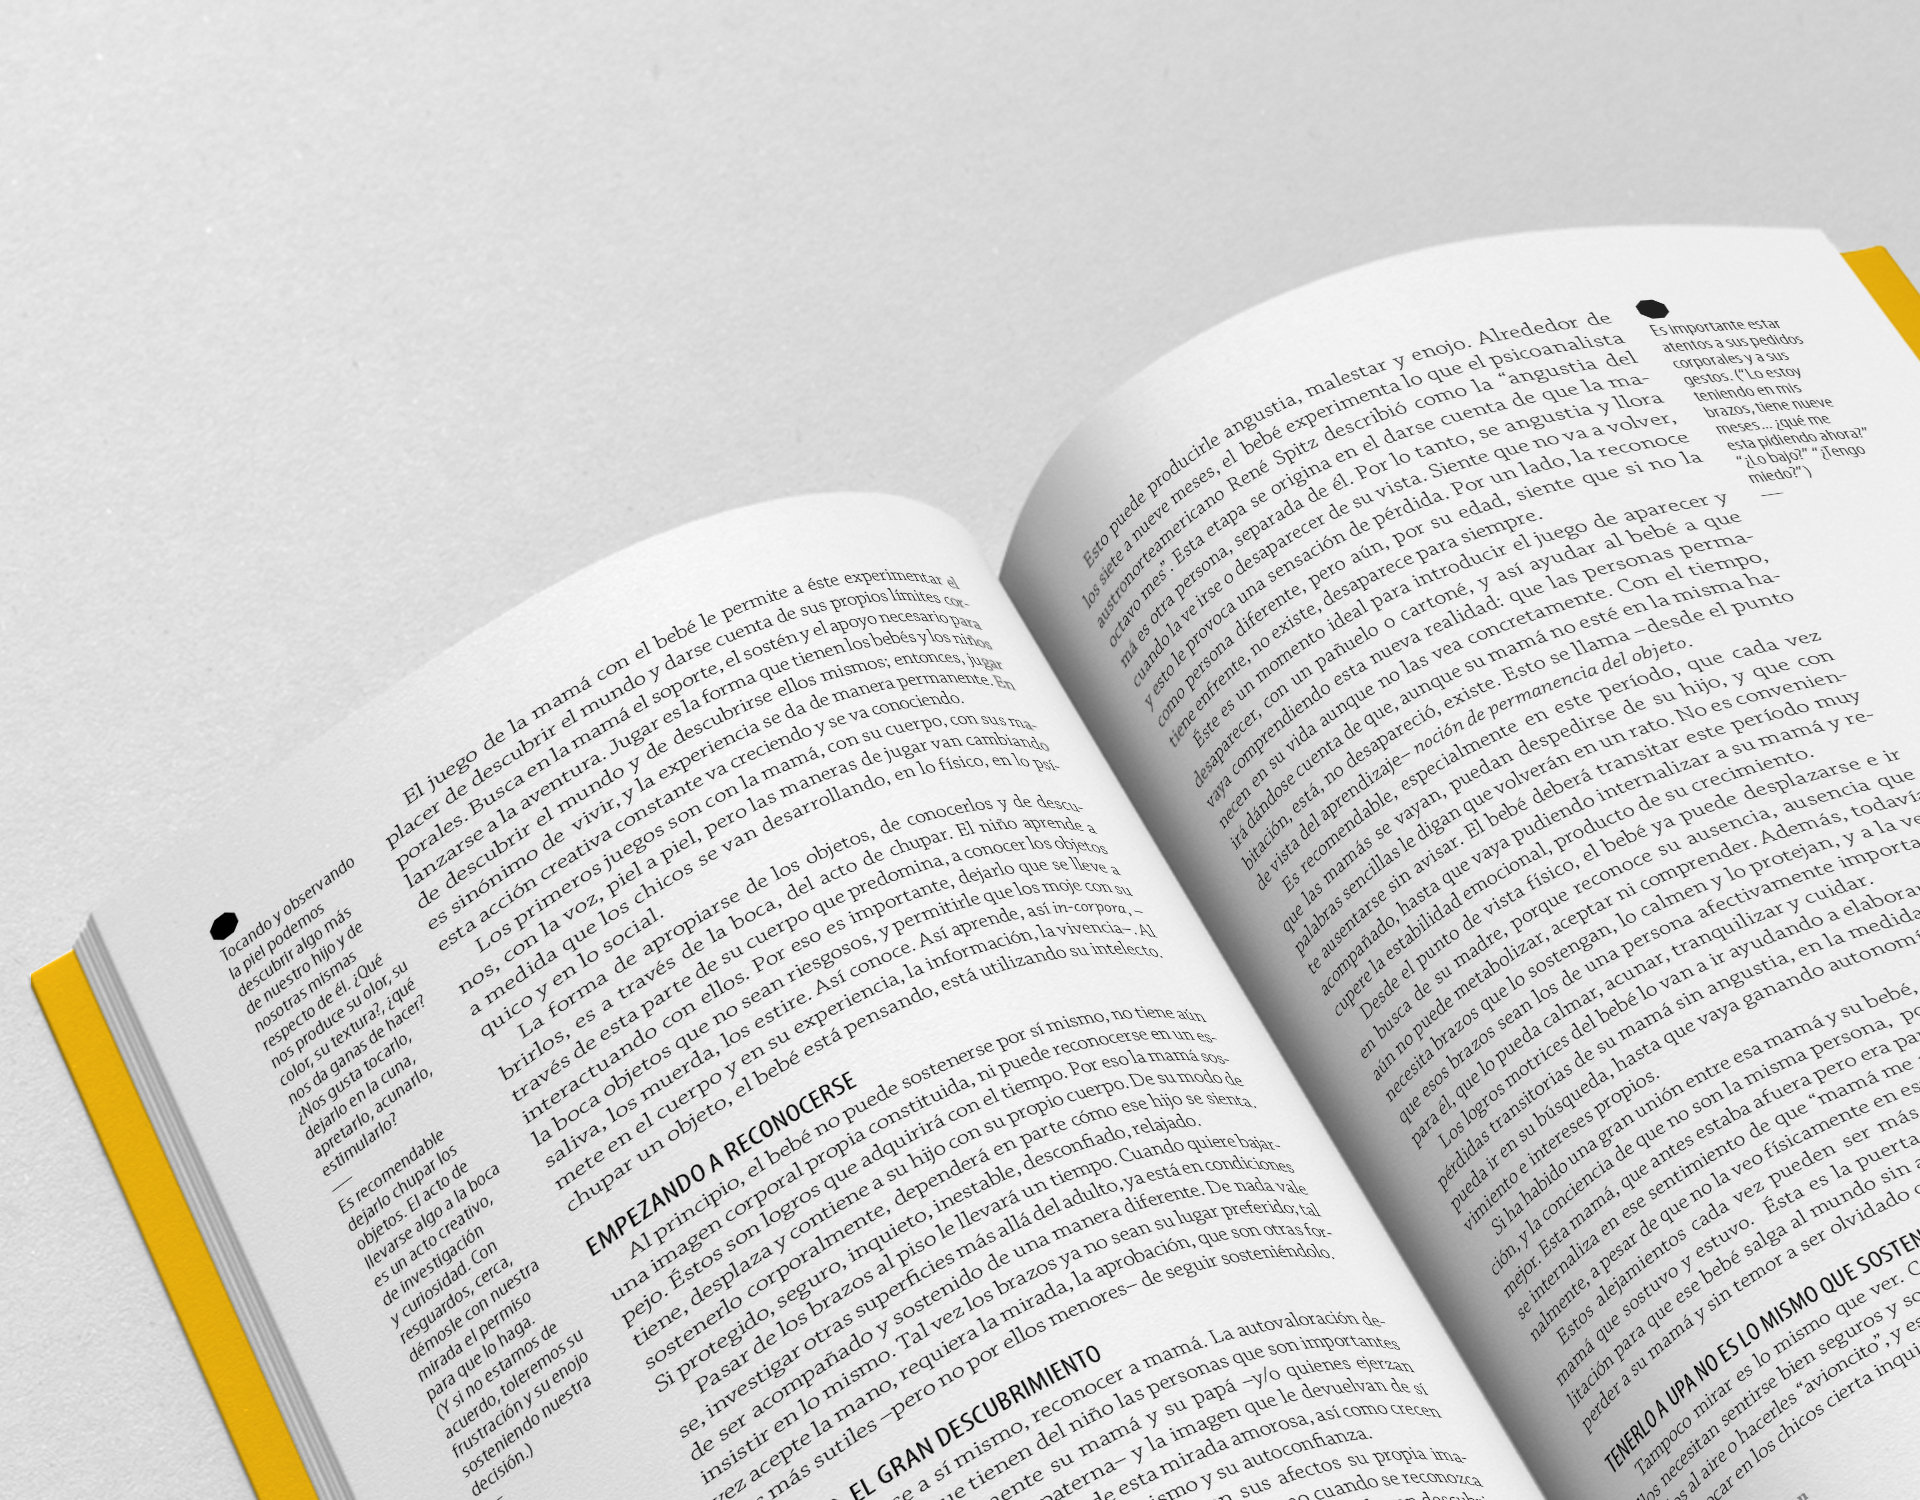 Tocando y observando
la piel podemos
descubrir algo más
de nuestro hijo y de
nosotras mismas
respecto de él. ¿Qué
nos produce su olor, su
color, su textura?, ¿qué
nos da ganas de hacer?
¿Nos gusta tocarlo,
dejarlo en la cuna,
apretarlo, acunarlo,
estimularlo?
—
Es recomendable
dejarlo chupar los
objetos. El acto de
llevarse algo a la boca
es un acto creativo,
de investigación
y curiosidad. Con
resguardos, cerca,
démosle con nuestra
mirada el permiso
para que lo haga.
(Y si no estamos de
acuerdo, toleremos su
frustración y su enojo
sosteniendo nuestra
decisión.)
El juego de la mamá con el bebé le permite a éste experimentar el
placer de descubrir el mundo y darse cuenta de sus propios límites cor-
porales. Busca en la mamá el soporte, el sostén y el apoyo necesario para
lanzarse a la aventura. Jugar es la forma que tienen los bebés y los niños
de descubrir el mundo y de descubrirse ellos mismos; entonces, jugar
es sinónimo de vivir, y la experiencia se da de manera permanente. En
esta acción creativa constante va creciendo y se va conociendo.
Los primeros juegos son con la mamá, con su cuerpo, con sus ma-
nos, con la voz, piel a piel, pero las maneras de jugar van cambiando
a medida que los chicos se van desarrollando, en lo físico, en lo psí-
quico y en lo social.
La forma de apropiarse de los objetos, de conocerlos y de descu-
brirlos, es a través de la boca, del acto de chupar. El niño aprende a
través de esta parte de su cuerpo que predomina, a conocer los objetos
interactuando con ellos. Por eso es importante, dejarlo que se lleve a
la boca objetos que no sean riesgosos, y permitirle que los moje con su
saliva, los muerda, los estire. Así conoce. Así aprende, así in-corpora, –
mete en el cuerpo y en su experiencia, la información, la vivencia–. Al
chupar un objeto, el bebé está pensando, está utilizando su intelecto.
EMPEZANDO A RECONOCERSE
Al principio, el bebé no puede sostenerse por sí mismo, no tiene aún
una imagen corporal propia constituida, ni puede reconocerse en un es-
pejo. Éstos son logros que adquirirá con el tiempo. Por eso la mamá sos-
tiene, desplaza y contiene a su hijo con su propio cuerpo. De su modo de
sostenerlo corporalmente, dependerá en parte cómo ese hijo se sienta.
Si protegido, seguro, inquieto, inestable, desconfiado, relajado.
Pasar de los brazos al piso le llevará un tiempo. Cuando quiere bajar-
se, investigar otras superficies más allá del adulto, ya está en condiciones
de ser acompañado y sostenido de una manera diferente. De nada vale
insistir en lo mismo. Tal vez los brazos ya no sean su lugar preferido, tal
vez acepte la mano, requiera la mirada, la aprobación, que son otras for-
más sutiles –pero no por ellos menores– de seguir sosteniéndolo.
EL GRAN DESCUBRIMIENTO
a sí mismo, reconocer a mamá. La autovaloración de-
que tienen del niño las personas que son importantes
su mamá y su papá –y/o quienes ejerzan
paterna– y la imagen que le devuelvan de sí
de esta mirada amorosa, así como crecen
y su autoconfianza.
sus afectos su propia ima-
cuando se reconozca
Esto puede producirle angustia, malestar y enojo. Alrededor de
los siete a nueve meses, el bebé experimenta lo que el psicoanalista
austronorteamericano René Spitz describió como la “angustia del
octavo mes”. Esta etapa se origina en el darse cuenta de que la ma-
má es otra persona, separada de él. Por lo tanto, se angustia y llora
cuando la ve irse o desaparecer de su vista. Siente que no va a volver,
y esto le provoca una sensación de pérdida. Por un lado, la reconoce
como persona diferente, pero aún, por su edad, siente que si no la
tiene enfrente, no existe, desaparece para siempre.
Éste es un momento ideal para introducir el juego de aparecer y
desaparecer, con un pañuelo o cartoné, y así ayudar al bebé a que
vaya comprendiendo esta nueva realidad: que las personas perma-
necen en su vida aunque no las vea concretamente. Con el tiempo,
irá dándose cuenta de que, aunque su mamá no esté en la misma ha-
bitación, está, no desapareció, existe. Esto se llama –desde el punto
de vista del aprendizaje– noción de permanencia del objeto.
Es recomendable, especialmente en este período, que cada vez
que las mamás se vayan, puedan despedirse de su hijo, y que con
palabras sencillas le digan que volverán en un rato. No es convenien-
te ausentarse sin avisar. El bebé deberá transitar este período muy
acompañado, hasta que vaya pudiendo internalizar a su mamá y re-
cupere la estabilidad emocional, producto de su crecimiento.
Desde el punto de vista físico, el bebé ya puede desplazarse e ir
en busca de su madre, porque reconoce su ausencia, ausencia que
aún no puede metabolizar, aceptar ni comprender. Además, todavía
necesita brazos que lo sostengan, lo calmen y lo protejan, y a la vez
que esos brazos sean los de una persona afectivamente importa
para él, que lo pueda calmar, acunar, tranquilizar y cuidar.
Los logros motrices del bebé lo van a ir ayudando a elabora
pérdidas transitorias de su mamá sin angustia, en la medida
pueda ir en su búsqueda, hasta que vaya ganando autonomí
vimiento e intereses propios.
Si ha habido una gran unión entre esa mamá y su bebé,
ción, y la conciencia de que no son la misma persona, po
mejor. Esta mamá, que antes estaba afuera pero era par
se internaliza en ese sentimiento de que “mamá me
nalmente, a pesar de que no la veo físicamente en es
Estos alejamientos cada vez pueden ser más
mamá que sostuvo y estuvo. Ésta es la puerta
litación para que ese bebé salga al mundo sin
perder a su mamá y sin temor a ser olvidado
TENERLO A UPA NO ES LO MISMO QUE SOSTEN
Tampoco mirar es lo mismo que ver. C
necesitan sentirse bien seguros y so
al aire o hacerles “avioncito”, y es
en los chicos cierta inqui
Es importante estar
atentos a sus pedidos
corporales y a sus
gestos. (“Lo estoy
teniendo en mis
brazos, tiene nueve
meses... ¿qué me
esta pidiendo ahora?”
“¿Lo bajo?” “¿Tengo
miedo?”)
—